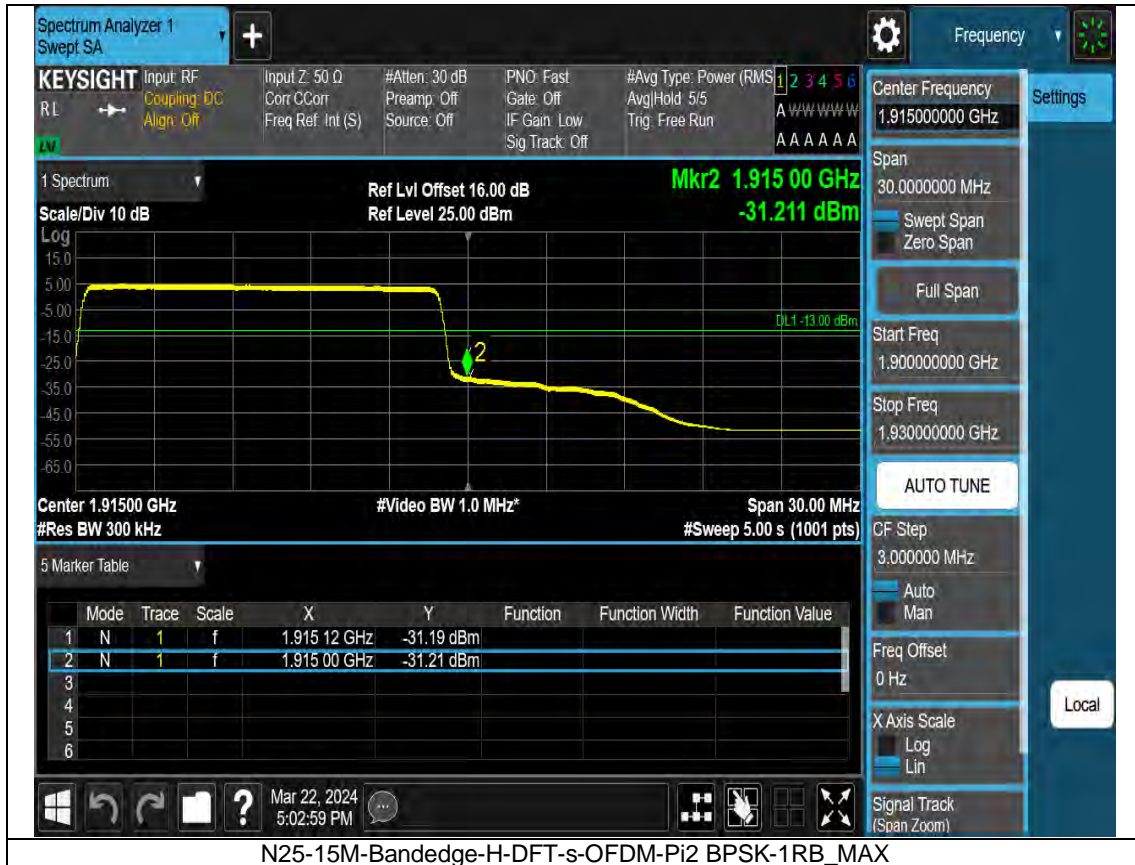 Spectrum Analyzer 1
Swept SA
Frequency
KEYSIGHT
RL
Input: RF
Coupling: DC
Align: Off
Input Z: 50 Ω
Corr CCorr
Freq Ref: Int (S)
#Atten: 30 dB
Preamp: Off
Source: Off
PNO: Fast
Gate: Off
IF Gain: Low
Sig Track: Off
#Avg Type: Power (RMS
Avg|Hold: 5/5
Trig: Free Run
1 2 3 4 5 6
A W W W W W
A A A A A A
1 Spectrum
Scale/Div 10 dB
Ref Lvl Offset 16.00 dB
Ref Level 25.00 dBm
Mkr2 1.915 00 GHz
-31.211 dBm
Log
15.0
5.00
-5.00
-15.0
-25.0
-35.0
-45.0
-55.0
-65.0
DL1 -13.00 dBm
2
Center 1.91500 GHz
#Res BW 300 kHz
#Video BW 1.0 MHz*
Span 30.00 MHz
#Sweep 5.00 s (1001 pts)
5 Marker Table
Mode Trace Scale X Y Function Function Width Function Value
1 N 1 f 1.915 12 GHz -31.19 dBm
2 N 1 f 1.915 00 GHz -31.21 dBm
3
4
5
6
Mar 22, 2024
5:02:59 PM
Center Frequency
1.915000000 GHz
Settings
Span
30.0000000 MHz
Swept Span
Zero Span
Full Span
Start Freq
1.900000000 GHz
Stop Freq
1.930000000 GHz
AUTO TUNE
CF Step
3.000000 MHz
Auto
Man
Freq Offset
0 Hz
Local
X Axis Scale
Log
Lin
Signal Track
(Span Zoom)
N25-15M-Bandedge-H-DFT-s-OFDM-Pi2 BPSK-1RB_MAX